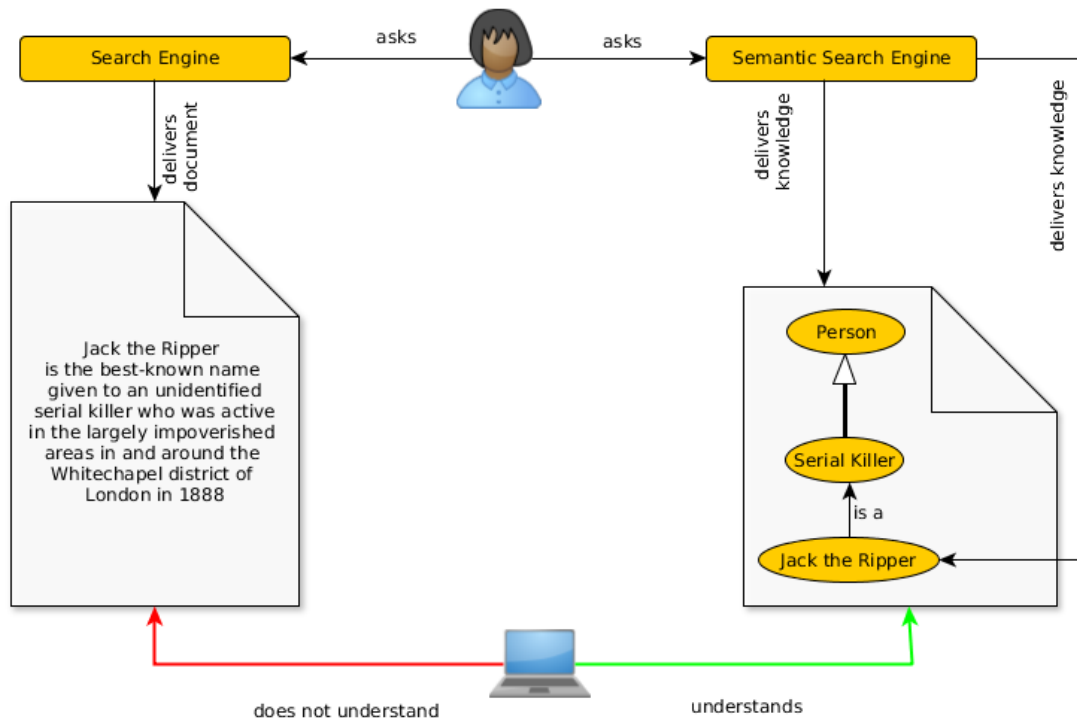 asks
asks
Search Engine
Semantic Search Engine
delivers
document
delivers
knowledge
delivers knowledge
Jack the Ripper
is the best-known name
given to an unidentified
serial killer who was active
in the largely impoverished
areas in and around the
Whitechapel district of
London in 1888
Person
Serial Killer
is a
Jack the Ripper
does not understand
understands